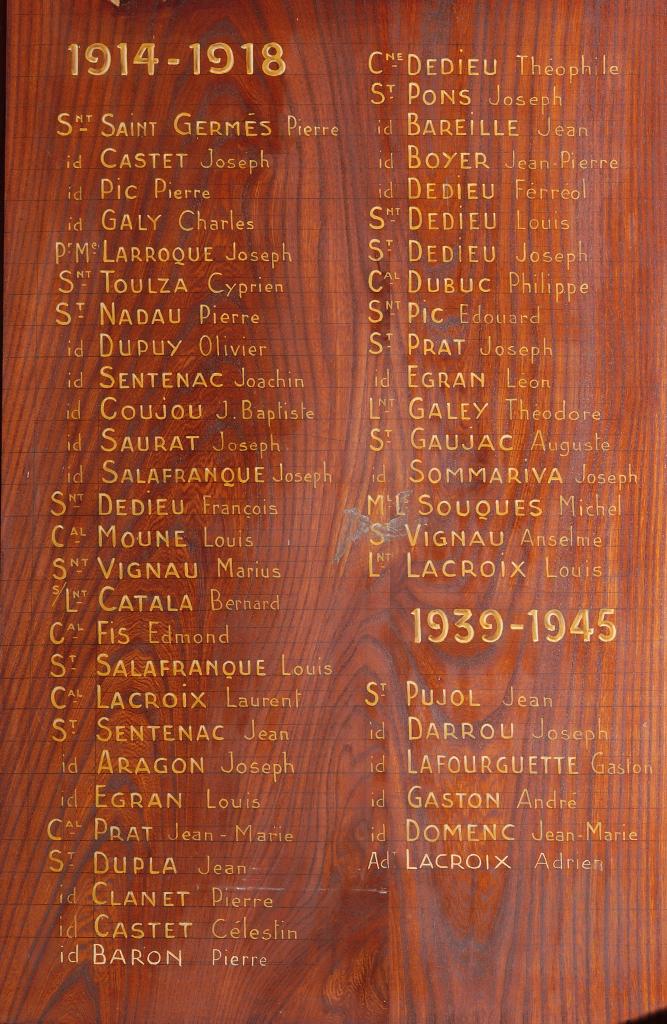 1914-1918
SNT SAINT GERMÉS Pierre
id CASTET Joseph
id PIC Pierre
id GALY Charles
Pr Me LARROQUE Joseph
SNT TOULZA Cyprien
ST NADAU Pierre
id DUPUY Olivier
id SENTENAC Joachin
id COUJOU J.Baptiste
id SAURAT Joseph
id SALAFRANQUE Joseph
SNT DEDIEU François
CAL MOUNE Louis
SNT VIGNAU Marius
S/LNT CATALA Bernard
CAL FIS Edmond
ST SALAFRANQUE Louis
CAL LACROIX Laurent
ST SENTENAC Jean
id ARAGON Joseph
id EGRAN Louis
CAL PRAT Jean-Marie
ST DUPLA Jean
id CLANET Pierre
id CASTET Célestin
id BARON Pierre
CNE DEDIEU Théophile
ST PONS Joseph
id BAREILLE Jean
id BOYER Jean-Pierre
id DEDIEU Ferréol
SNT DEDIEU Louis
ST DEDIEU Joseph
CAL DUBUC Philippe
SNT PIC Edouard
ST PRAT Joseph
id EGRAN Léon
LNT GALEY Théodore
ST GAUJAC Auguste
id SOMMARIVA Joseph
MLE SOUQUES Michel
ST VIGNAU Anselme
LNT LACROIX Louis
1939-1945
ST PUJOL Jean
id DARROU Joseph
id LAFOURGUETTE Gaston
id GASTON André
id DOMENC Jean-Marie
Adt LACROIX Adrien